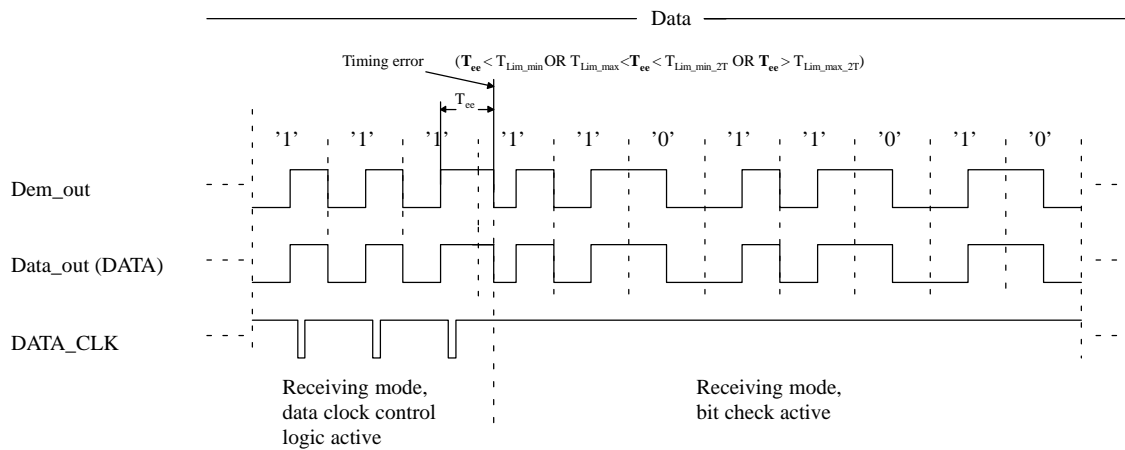 Data
Timing error (Tee < TLim_min OR TLim_max<Tee < TLim_min_2T OR Tee > TLim_max_2T)
Tee
’1’ ’1’ ’1’ ’1’ ’1’ ’0’ ’1’ ’1’ ’0’ ’1’ ’0’
Dem_out
Data_out (DATA)
DATA_CLK
Receiving mode,
data clock control
logic active
Receiving mode,
bit check active